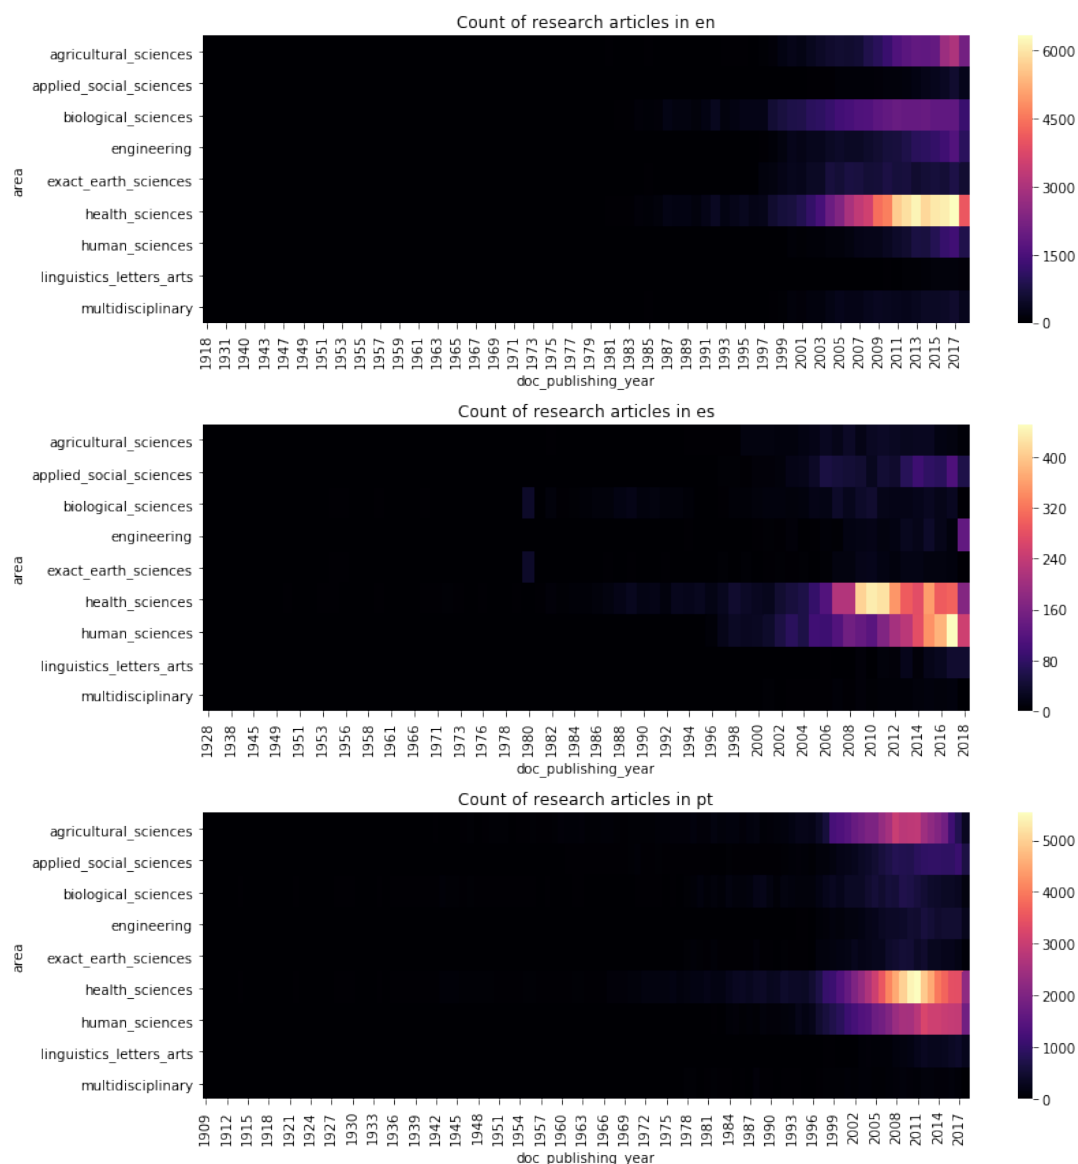 Count of research articles in en
agricultural_sciences
applied_social_sciences
biological_sciences
engineering
exact_earth_sciences
health_sciences
human_sciences
linguistics_letters_arts
multidisciplinary
area
6000
4500
3000
1500
0
1918 1931 1940 1943 1947 1949 1951 1953 1955 1957 1959 1961 1963 1965 1967 1969 1971 1973 1975 1977 1979 1981 1983 1985 1987 1989 1991 1993 1995 1997 1999 2001 2003 2005 2007 2009 2011 2013 2015 2017
doc_publishing_year
Count of research articles in es
agricultural_sciences
applied_social_sciences
biological_sciences
engineering
exact_earth_sciences
health_sciences
human_sciences
linguistics_letters_arts
multidisciplinary
area
400
320
240
160
80
0
1928 1938 1945 1949 1951 1953 1956 1958 1961 1966 1971 1973 1976 1978 1980 1982 1984 1986 1988 1990 1992 1994 1996 1998 2000 2002 2004 2006 2008 2010 2012 2014 2016 2018
doc_publishing_year
Count of research articles in pt
agricultural_sciences
applied_social_sciences
biological_sciences
engineering
exact_earth_sciences
health_sciences
human_sciences
linguistics_letters_arts
multidisciplinary
area
5000
4000
3000
2000
1000
0
1909 1912 1915 1918 1921 1924 1927 1930 1933 1936 1939 1942 1945 1948 1951 1954 1957 1960 1963 1966 1969 1972 1975 1978 1981 1984 1987 1990 1993 1996 1999 2002 2005 2008 2011 2014 2017
doc_publishing_year